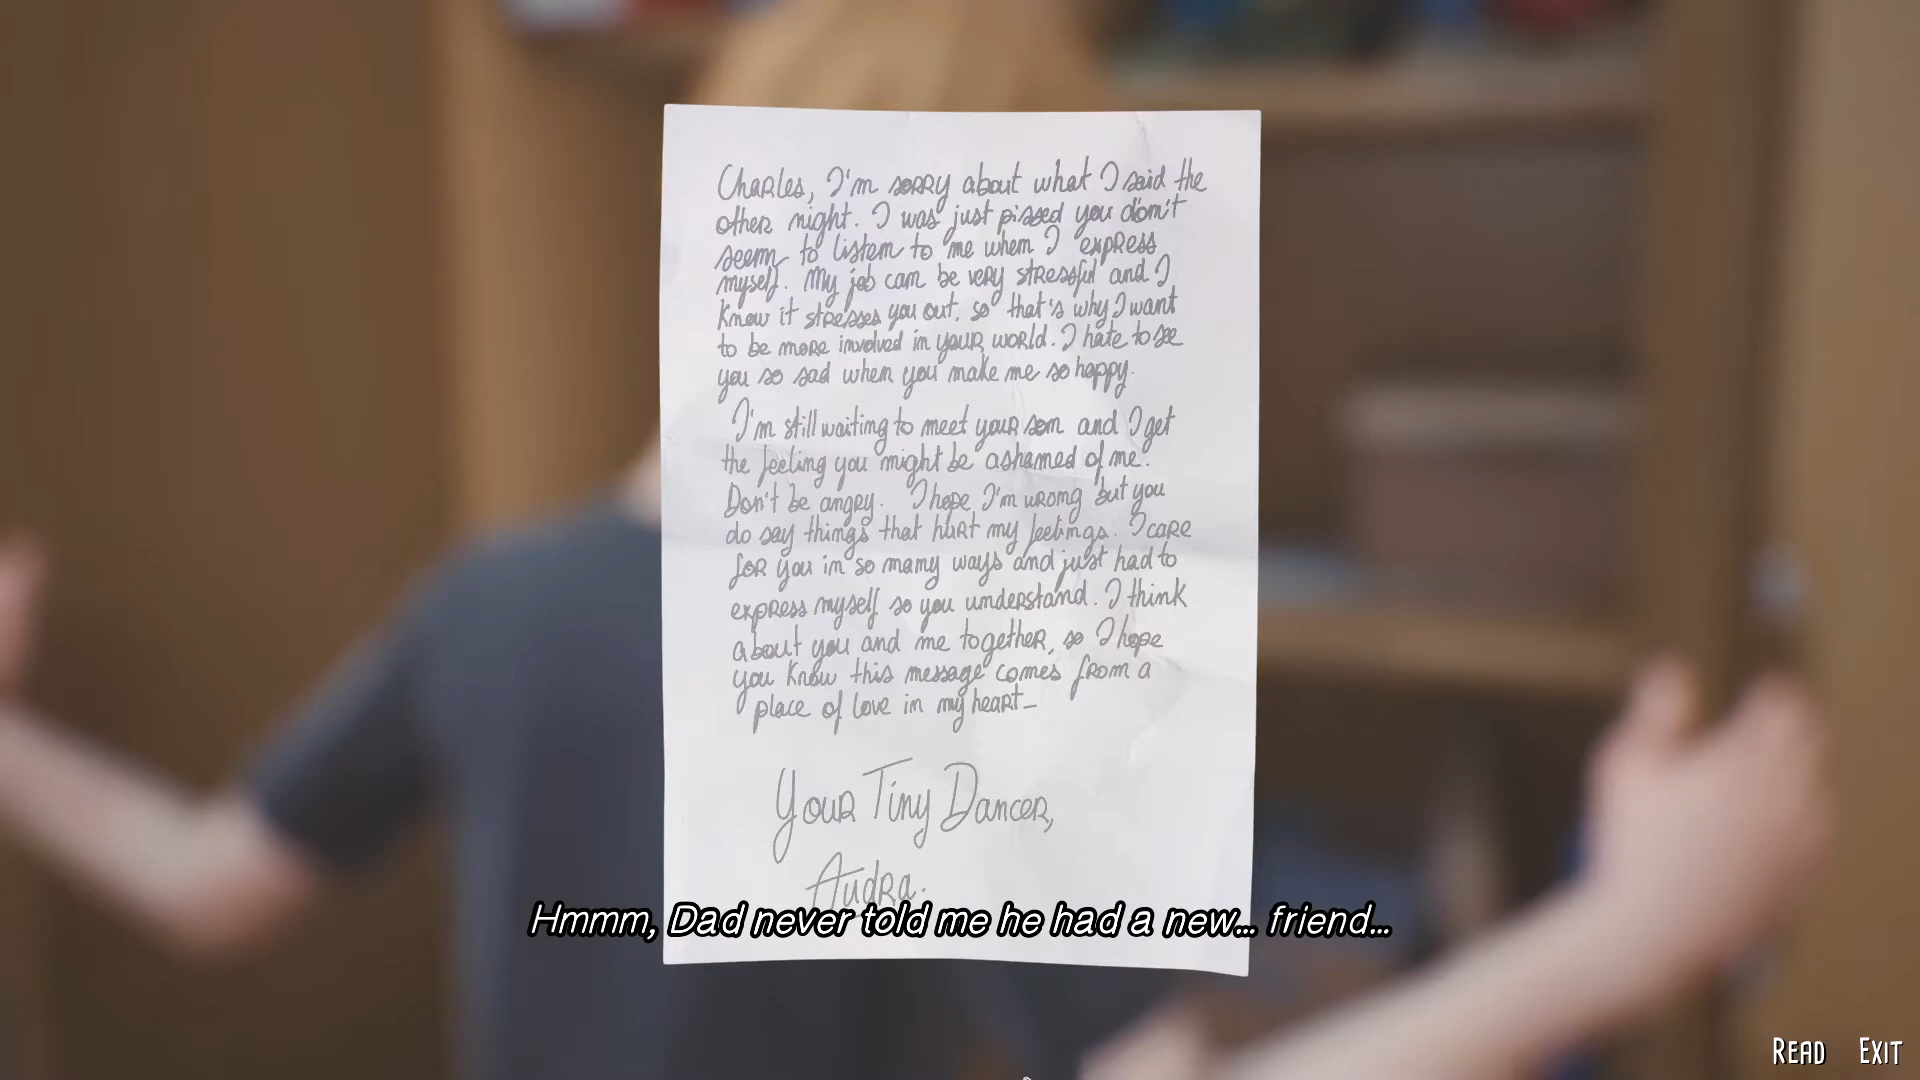 Charles, I'm sorry about what I said the
other night. I was just pissed you don't
seem to listen to me when I express
myself. My job can be very stressful and I
know it stresses you out, so that's why I want
to be more involved in your world. I hate to see
you so sad when you make me so happy.
I'm still waiting to meet your son and I get
the feeling you might be ashamed of me.
Don't be angry. I hope I'm wrong but you
do say things that hurt my feelings. I care
for you in so many ways and just had to
express myself so you understand. I think
about you and me together, so I hope
you know this message comes from a
place of love in my heart_
Your Tiny Dancer,
Audra.
Hmmm, Dad never told me he had a new... friend...
READ EXIT